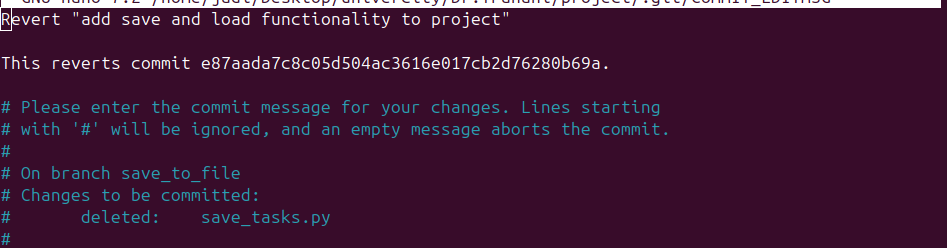 Revert "add save and load functionality to project"
This reverts commit e87aada7c8c05d504ac3616e017cb2d76280b69a.
# Please enter the commit message for your changes. Lines starting
# with '#' will be ignored, and an empty message aborts the commit.
#
# On branch save_to_file
# Changes to be committed:
#       deleted:    save_tasks.py
#